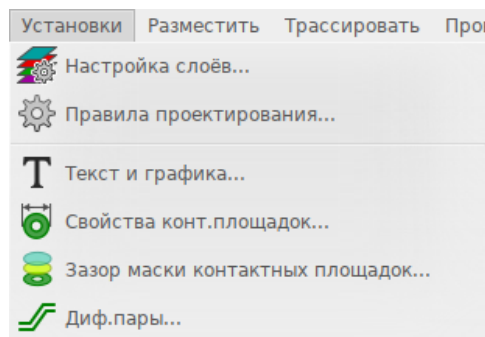 Установки Разместить Трассировать
Настройка слоёв...
Правила проектирования...
Текст и графика...
Свойства конт.площадок...
Зазор маски контактных площадок...
Диф.пары...